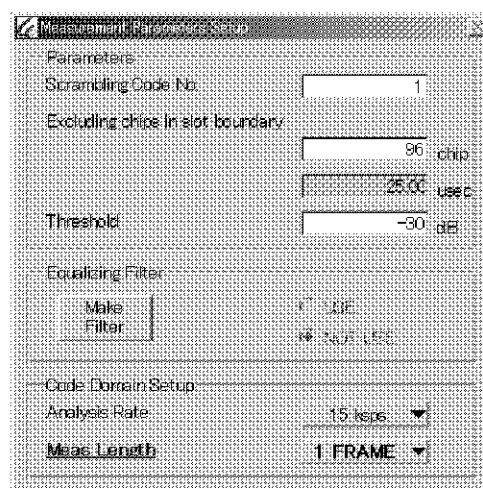 Measurement Parameters Setup
Parameters
Scrambling Code No. 1
Excluding chips in slot boundary
96 chip
25.00 usec
Threshold -30 dB
Equalizing Filter
Make
Filter
USE
NOT USE
Code Domain Setup
Analysis Rate 15 ksps
Meas Length 1 FRAME